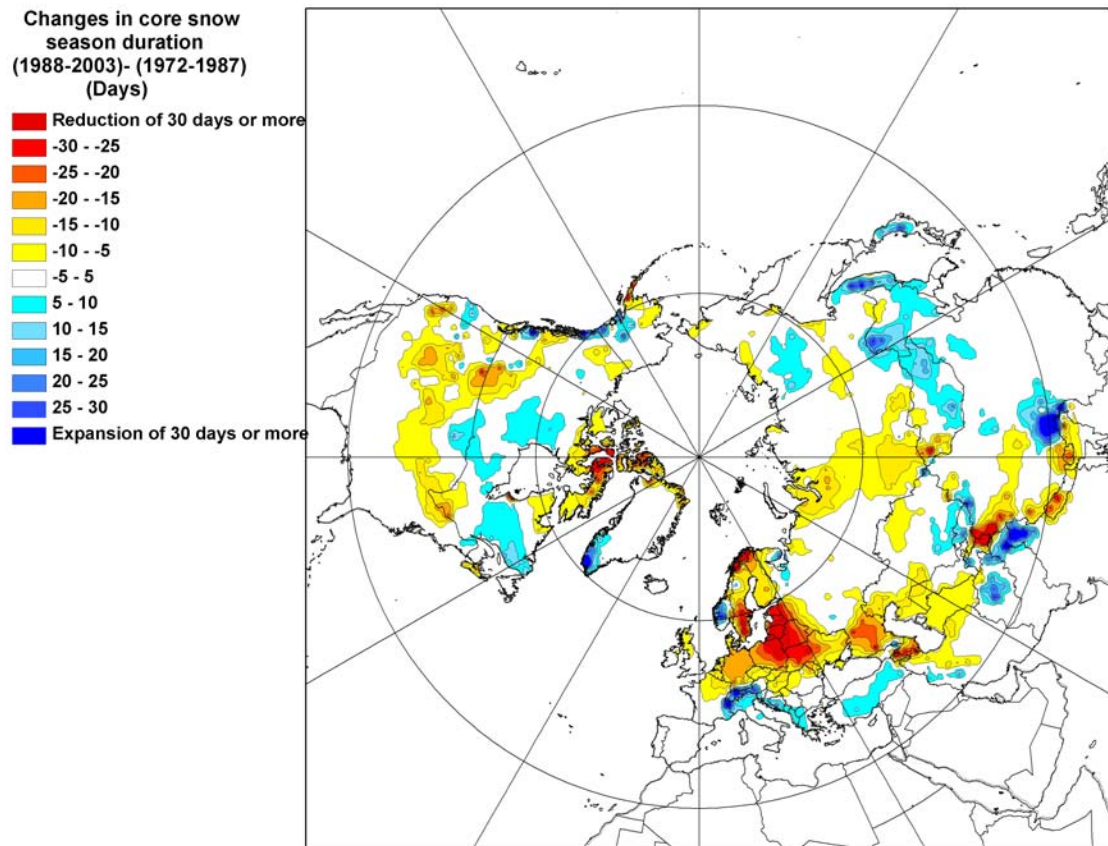 Changes in core snow
season duration
(1988-2003)- (1972-1987)
(Days)
Reduction of 30 days or more
-30 - -25
-25 - -20
-20 - -15
-15 - -10
-10 - -5
-5 - 5
5 - 10
10 - 15
15 - 20
20 - 25
25 - 30
Expansion of 30 days or more